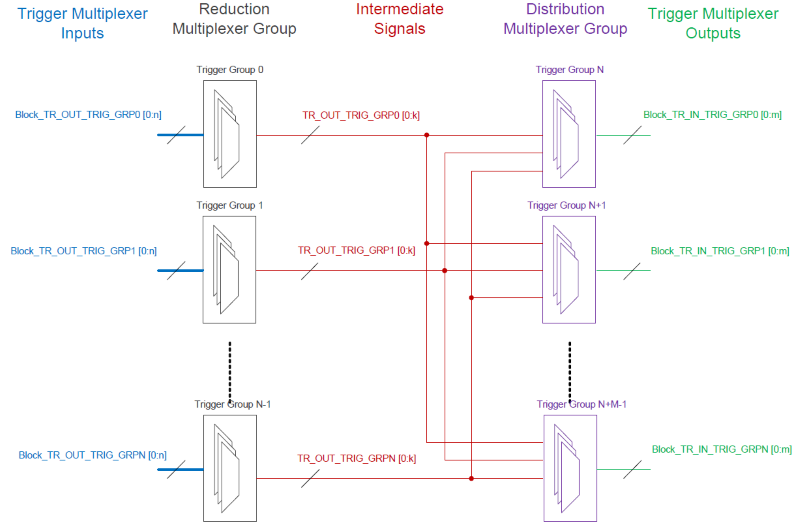 Trigger Multiplexer
Inputs
Reduction
Multiplexer Group
Intermediate
Signals
Distribution
Multiplexer Group
Trigger Multiplexer
Outputs
Trigger Group 0
Trigger Group N
Block_TR_OUT_TRIG_GRP0 [0:n]
TR_OUT_TRIG_GRP0 [0:k]
Block_TR_IN_TRIG_GRP0 [0:m]
Trigger Group 1
Trigger Group N+1
Block_TR_OUT_TRIG_GRP1 [0:n]
TR_OUT_TRIG_GRP1 [0:k]
Block_TR_IN_TRIG_GRP1 [0:m]
Trigger Group N-1
Trigger Group N+M-1
Block_TR_OUT_TRIG_GRPN [0:n]
TR_OUT_TRIG_GRPN [0:k]
Block_TR_IN_TRIG_GRPN [0:m]